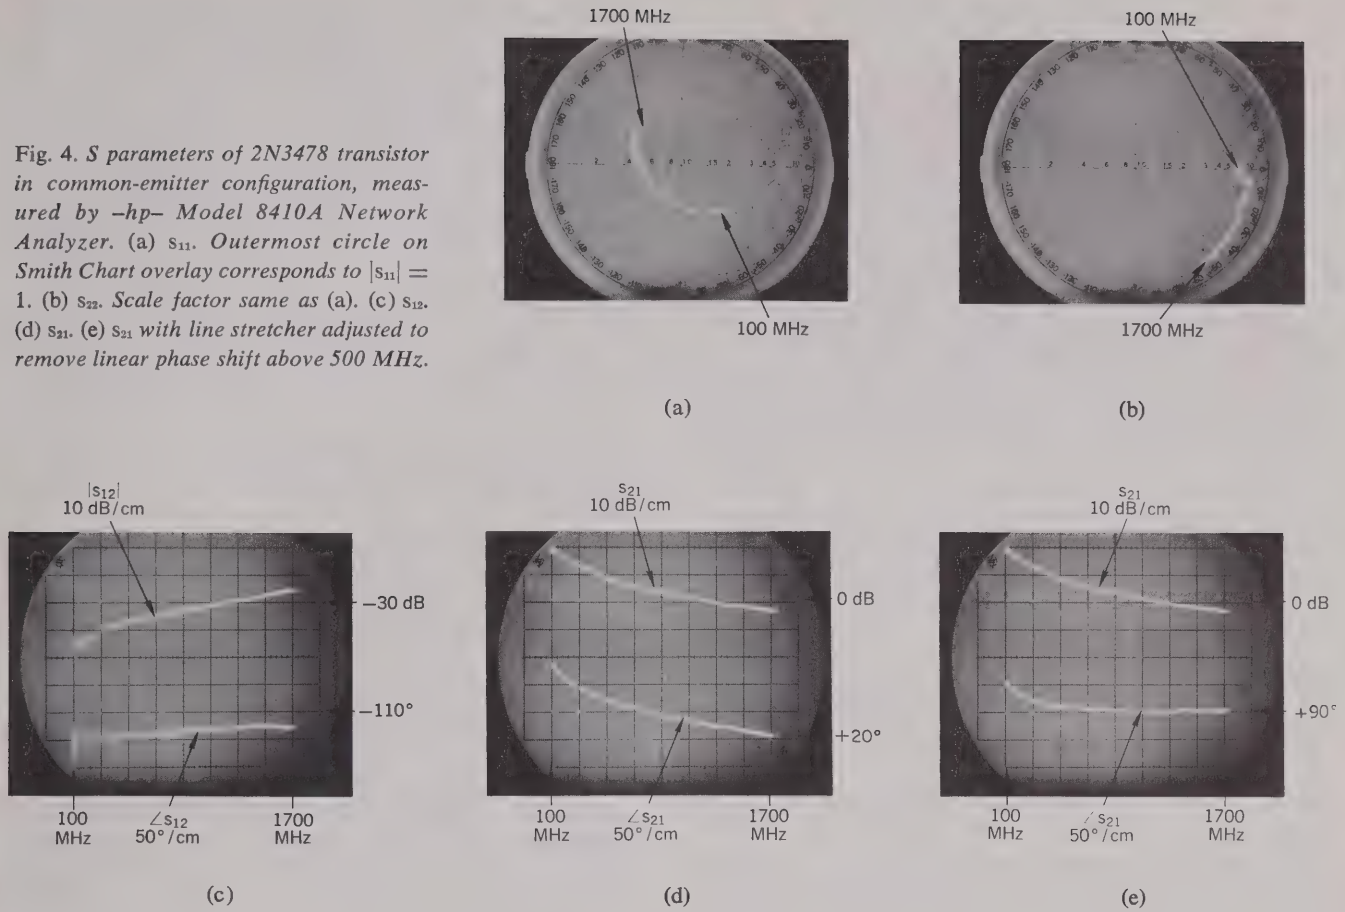 Fig. 4. S parameters of 2N3478 transistor
in common-emitter configuration, meas-
ured by –hp– Model 8410A Network
Analyzer. (a) s₁₁. Outermost circle on
Smith Chart overlay corresponds to |s₁₁| =
1. (b) s₂₂. Scale factor same as (a). (c) s₁₂.
(d) s₂₁. (e) s₂₁ with line stretcher adjusted to
remove linear phase shift above 500 MHz.
1700 MHz
100 MHz
(a)
100 MHz
1700 MHz
(b)
|s₁₂|
10 dB/cm
−30 dB
−110°
100
MHz
∠s₁₂
50°/cm
1700
MHz
(c)
s₂₁
10 dB/cm
0 dB
+20°
100
MHz
∠s₂₁
50°/cm
1700
MHz
(d)
s₂₁
10 dB/cm
0 dB
+90°
100
MHz
∠s₂₁
50°/cm
1700
MHz
(e)